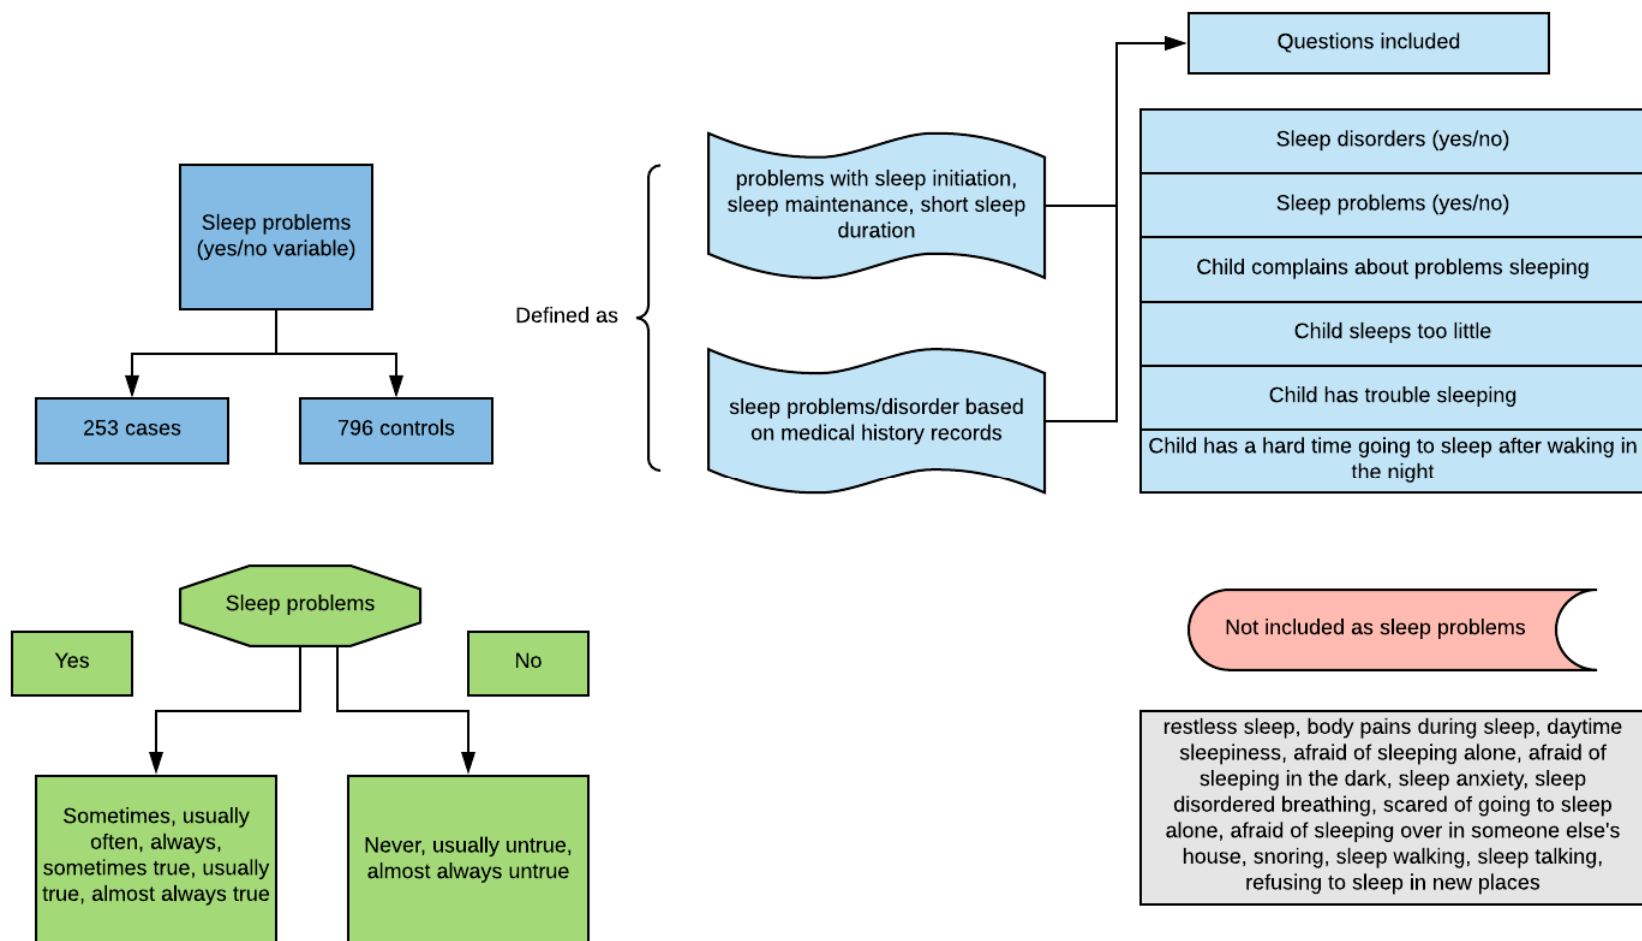 Questions included
Sleep problems
(yes/no variable)
253 cases
796 controls
Defined as
problems with sleep initiation,
sleep maintenance, short sleep
duration
sleep problems/disorder based
on medical history records
Sleep disorders (yes/no)
Sleep problems (yes/no)
Child complains about problems sleeping
Child sleeps too little
Child has trouble sleeping
Child has a hard time going to sleep after waking in
the night
Sleep problems
Yes
No
Sometimes, usually
often, always,
sometimes true, usually
true, almost always true
Never, usually untrue,
almost always untrue
Not included as sleep problems
restless sleep, body pains during sleep, daytime
sleepiness, afraid of sleeping alone, afraid of
sleeping in the dark, sleep anxiety, sleep
disordered breathing, scared of going to sleep
alone, afraid of sleeping over in someone else's
house, snoring, sleep walking, sleep talking,
refusing to sleep in new places